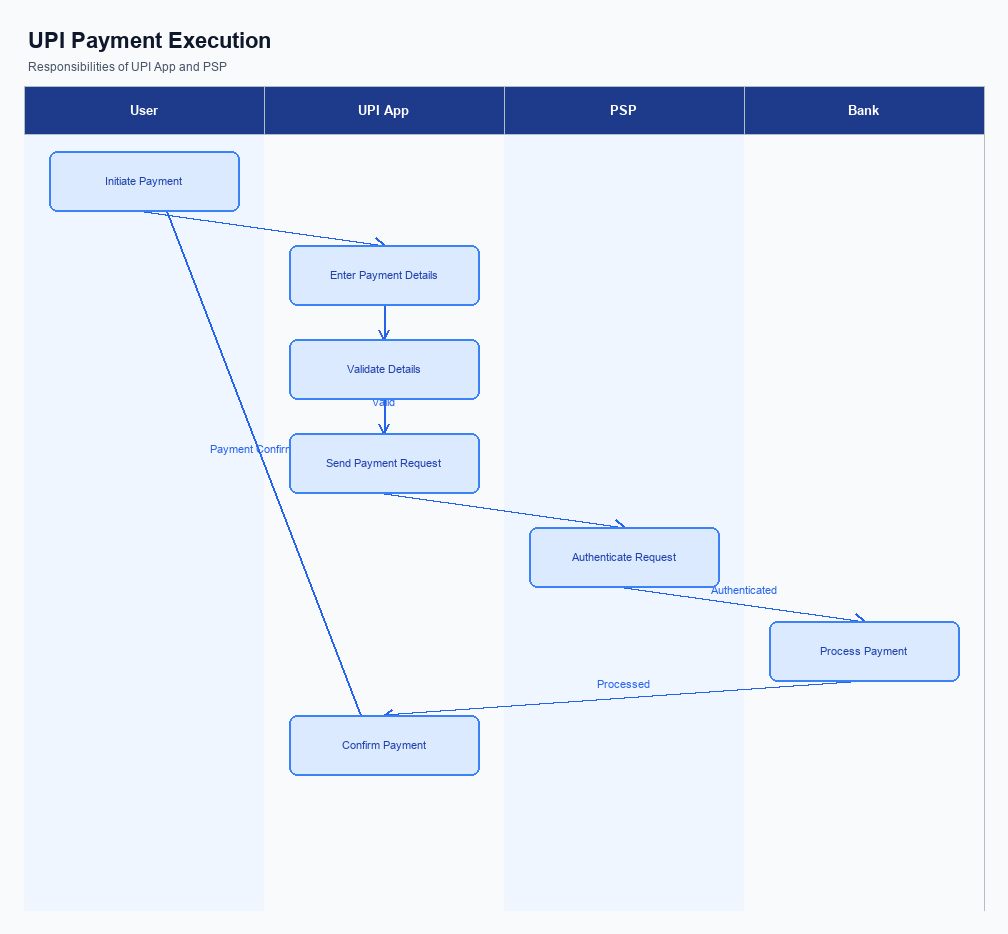 UPI Payment Execution
Responsibilities of UPI App and PSP
User
UPI App
PSP
Bank
Initiate Payment
Enter Payment Details
Validate Details
Valid
Payment Confir
Send Payment Request
Authenticate Request
Authenticated
Process Payment
Processed
Confirm Payment